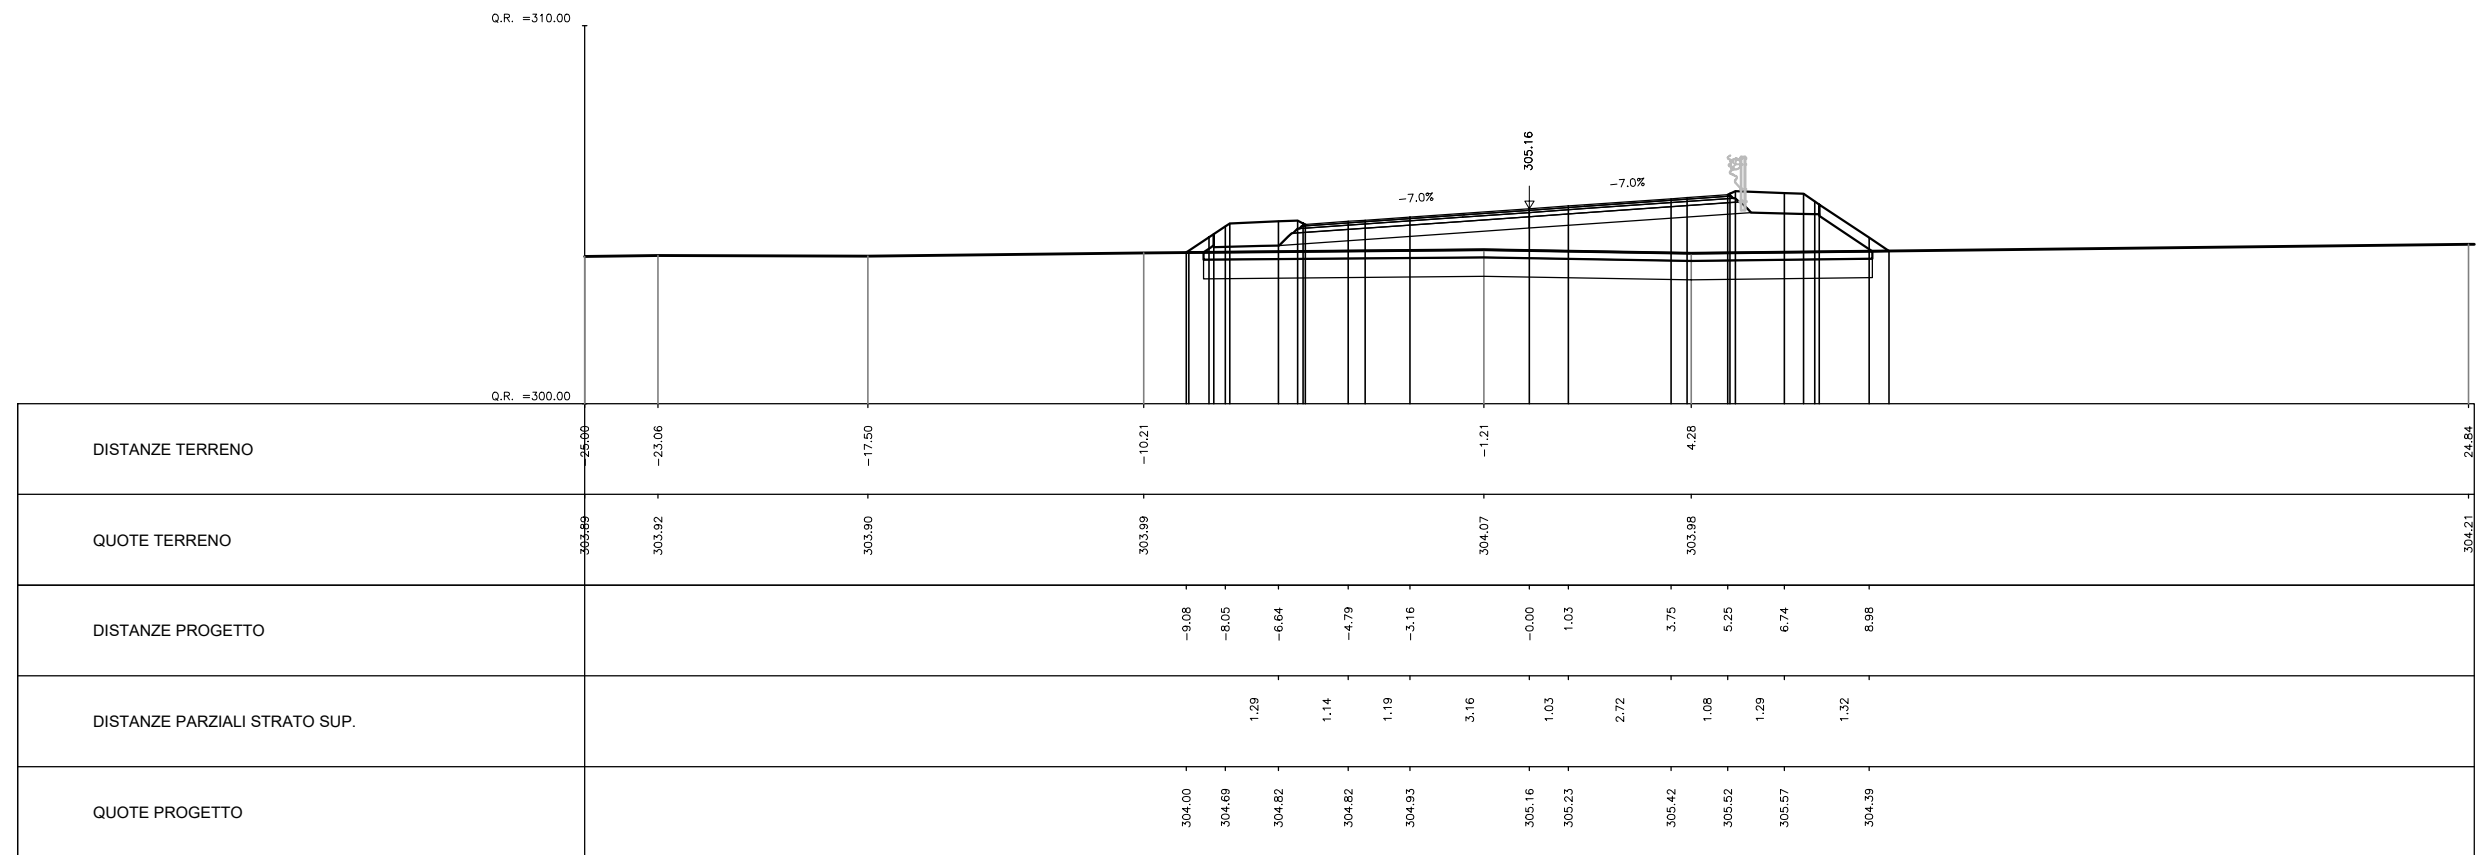 Q.R. =310.00
305.16
-7.0%
-7.0%
Q.R. =300.00
DISTANZE TERRENO
-25.00 -23.06 -17.50 -10.21 -1.21 4.28 24.84
QUOTE TERRENO
303.89 303.92 303.90 303.99 304.07 303.98 304.21
DISTANZE PROGETTO
-9.08 -8.05 -6.64 -4.79 -3.16 -0.00 1.03 3.75 5.25 6.74 8.98
DISTANZE PARZIALI STRATO SUP.
1.29 1.14 1.19 3.16 1.03 2.72 1.08 1.29 1.32
QUOTE PROGETTO
304.00 304.69 304.82 304.82 304.93 305.16 305.23 305.42 305.52 305.57 304.39